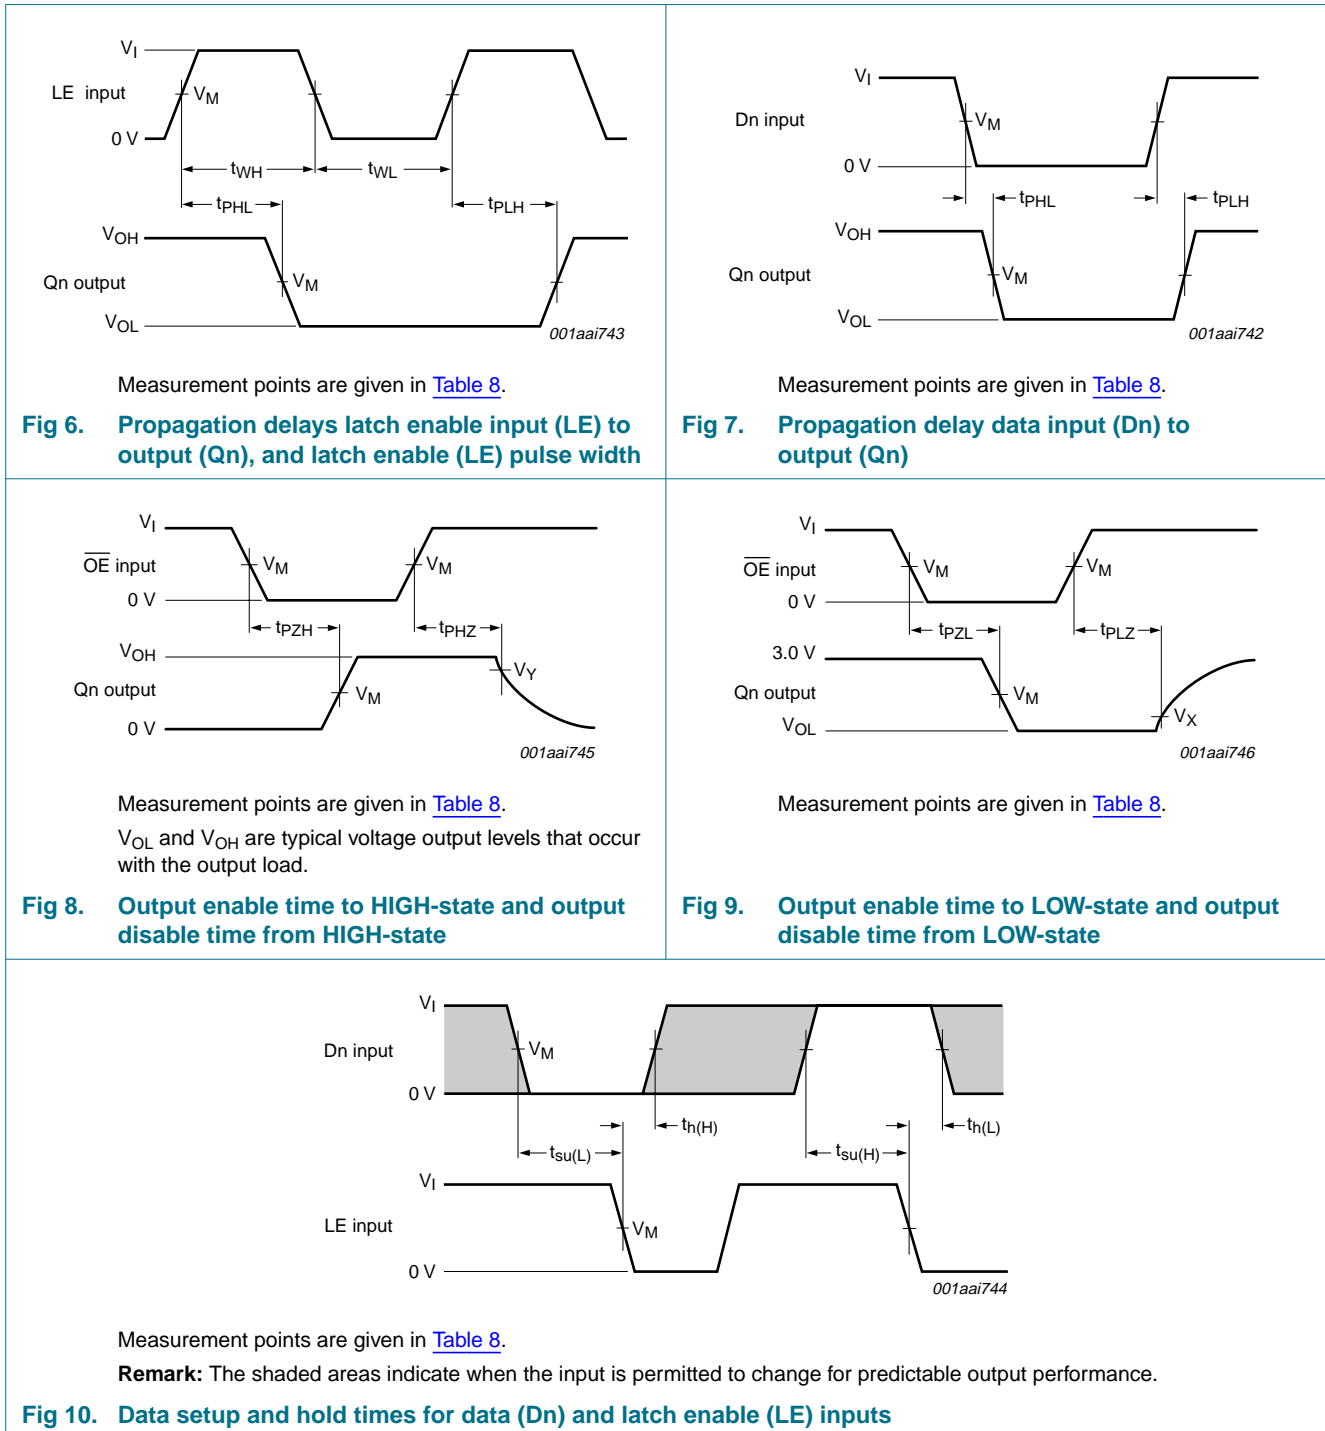 VI
LE input
VM
0 V
tWH
tWL
tPHL
tPLH
VOH
Qn output
VM
VOL
001aai743
Measurement points are given in Table 8.
Fig 6. Propagation delays latch enable input (LE) to
output (Qn), and latch enable (LE) pulse width
VI
Dn input
VM
0 V
tPHL
tPLH
VOH
Qn output
VM
VOL
001aai742
Measurement points are given in Table 8.
Fig 7. Propagation delay data input (Dn) to
output (Qn)
VI
OE input
VM
VM
0 V
tPZH
tPHZ
VOH
VY
Qn output
VM
0 V
001aai745
Measurement points are given in Table 8.
VOL and VOH are typical voltage output levels that occur
with the output load.
Fig 8. Output enable time to HIGH-state and output
disable time from HIGH-state
VI
OE input
VM
VM
0 V
tPZL
tPLZ
3.0 V
Qn output
VM
VX
VOL
001aai746
Measurement points are given in Table 8.
Fig 9. Output enable time to LOW-state and output
disable time from LOW-state
VI
Dn input
VM
0 V
th(H)
th(L)
tsu(L)
tsu(H)
VI
LE input
VM
0 V
001aai744
Measurement points are given in Table 8.
Remark: The shaded areas indicate when the input is permitted to change for predictable output performance.
Fig 10. Data setup and hold times for data (Dn) and latch enable (LE) inputs